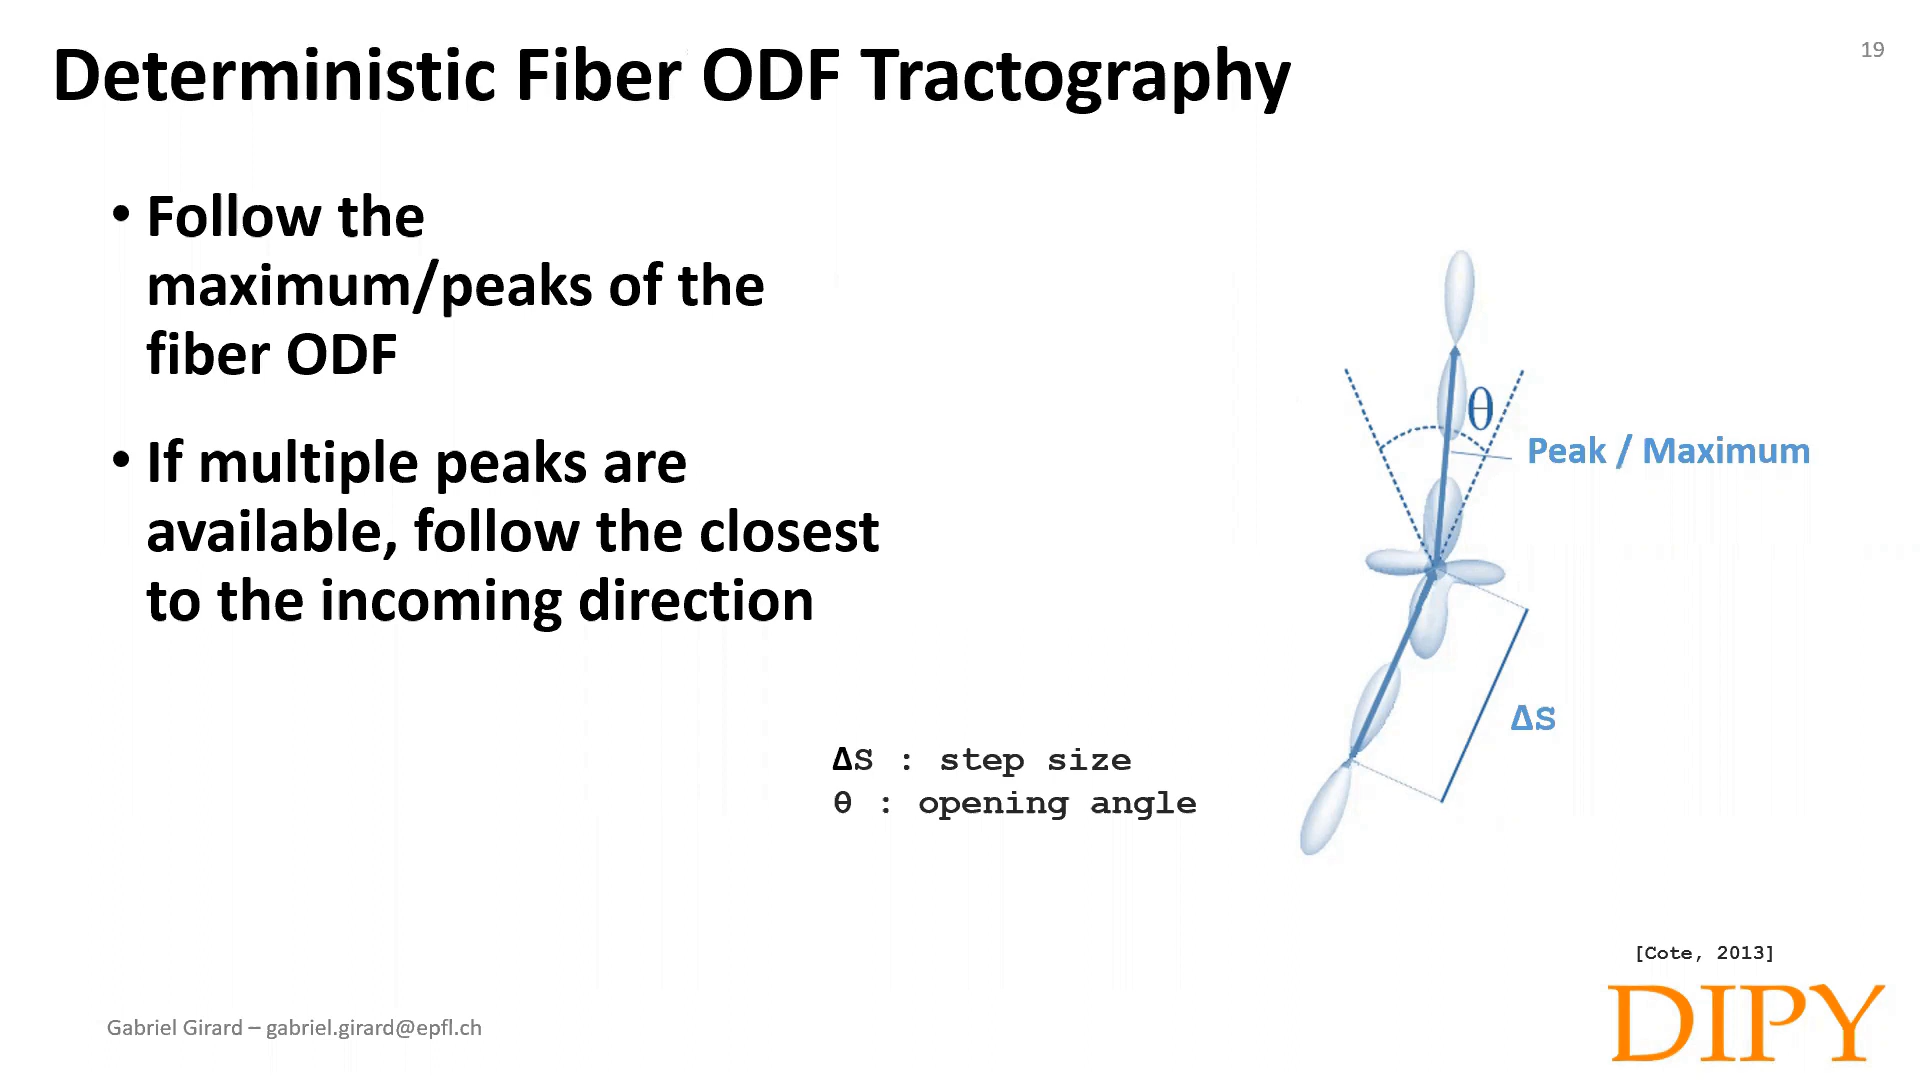 Deterministic Fiber ODF Tractography
19
• Follow the
maximum/peaks of the
fiber ODF
• If multiple peaks are
available, follow the closest
to the incoming direction
θ
Peak / Maximum
ΔS
ΔS : step size
θ : opening angle
[Cote, 2013]
Gabriel Girard – gabriel.girard@epfl.ch
DIPY